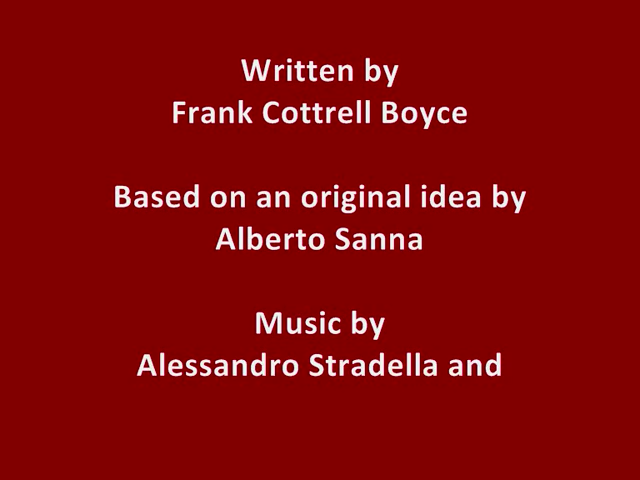 Written by
Frank Cottrell Boyce
Based on an original idea by
Alberto Sanna
Music by
Alessandro Stradella and